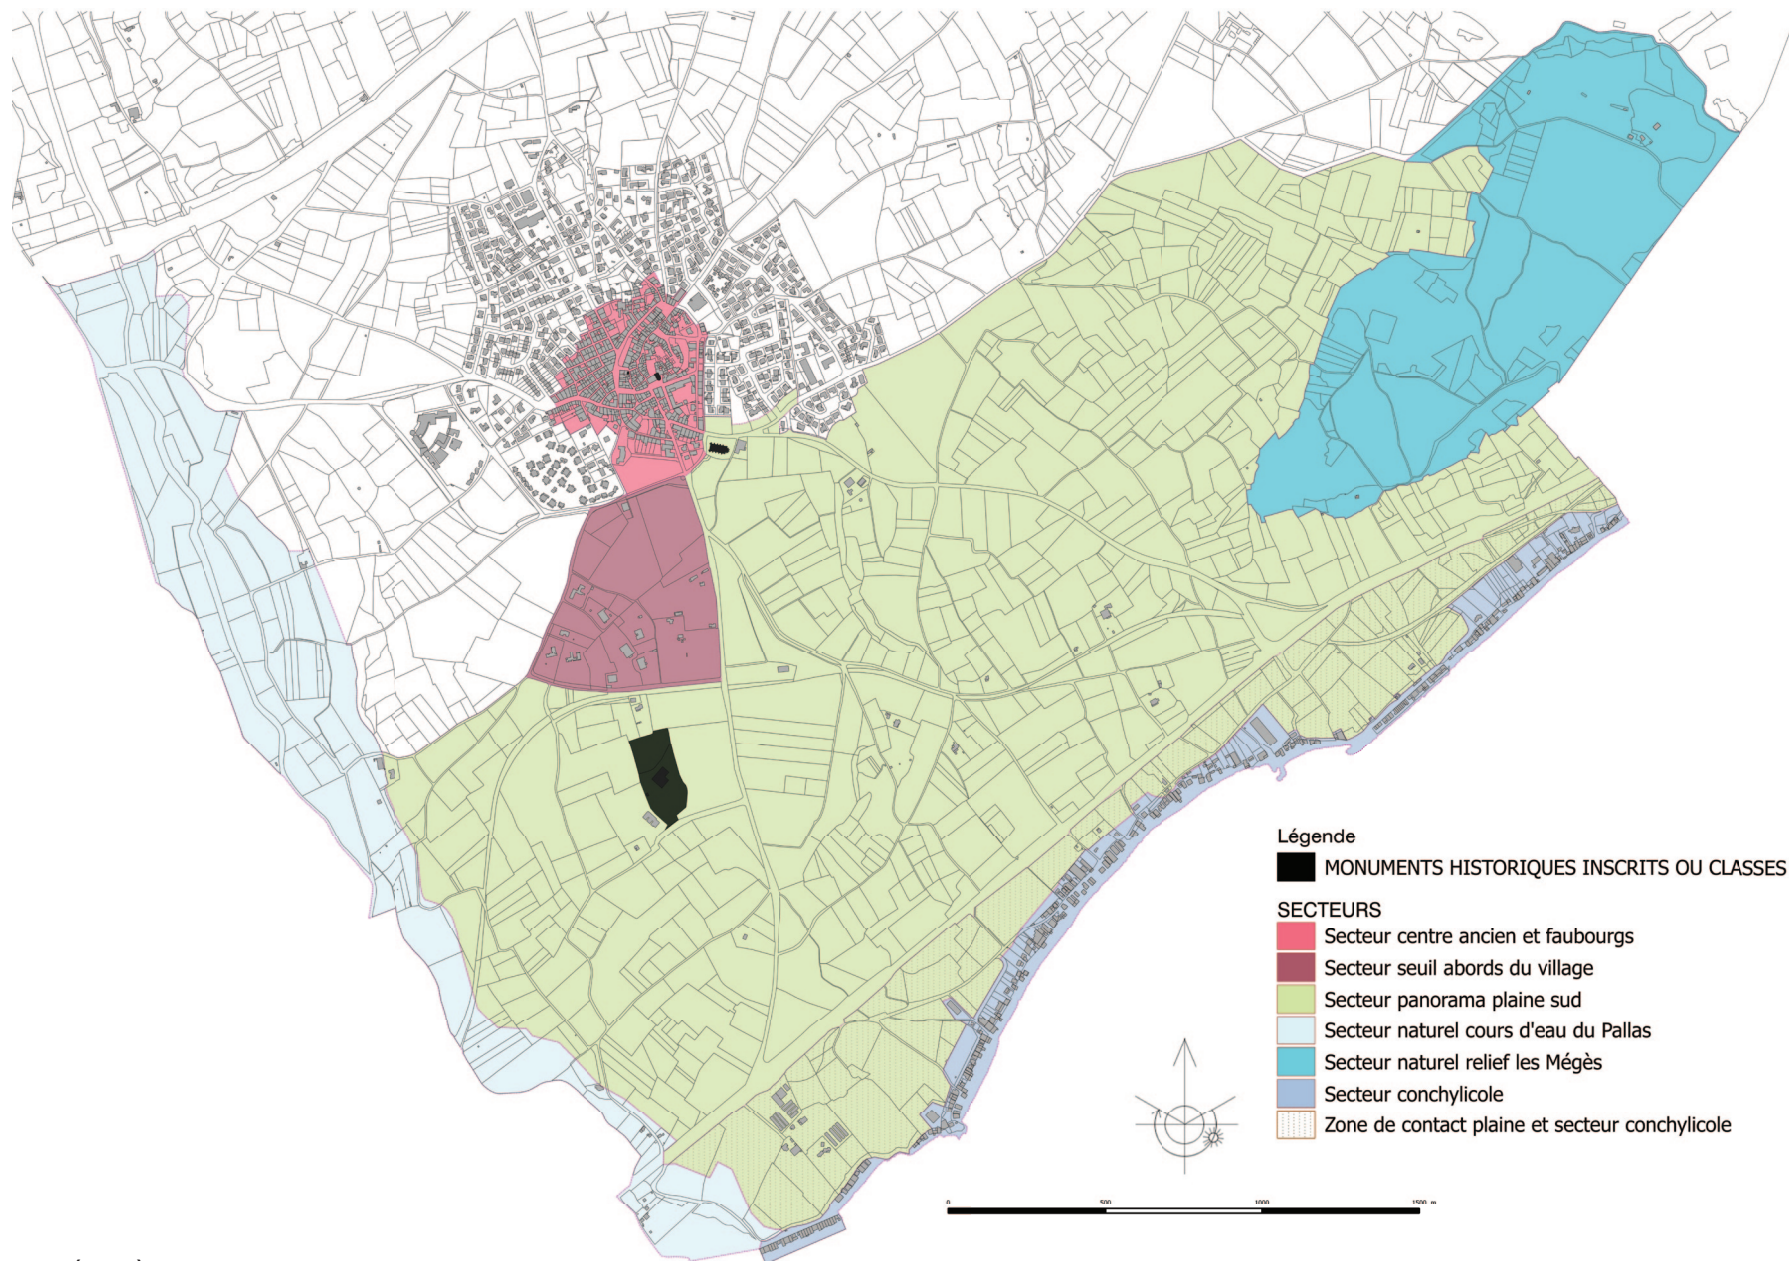 Légende
MONUMENTS HISTORIQUES INSCRITS OU CLASSES
SECTEURS
Secteur centre ancien et faubourgs
Secteur seuil abords du village
Secteur panorama plaine sud
Secteur naturel cours d'eau du Pallas
Secteur naturel relief les Mégès
Secteur conchylicole
Zone de contact plaine et secteur conchylicole
0 500 1000 1500 m